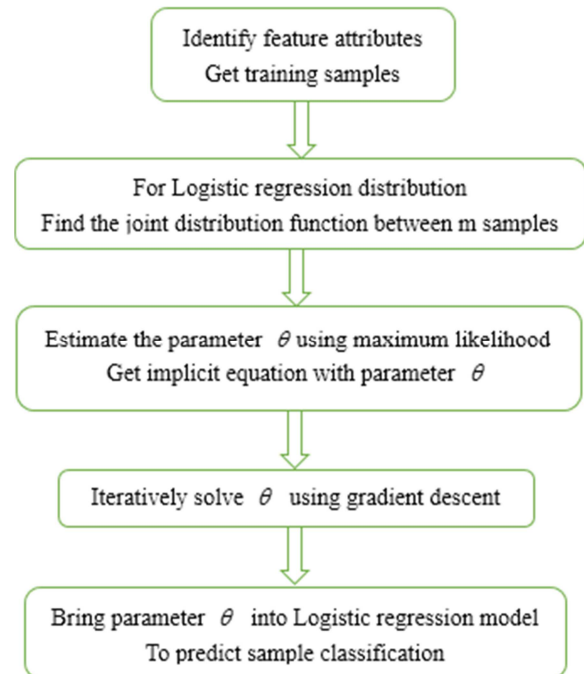 Identify feature attributes
Get training samples
For Logistic regression distribution
Find the joint distribution function between m samples
Estimate the parameter θ using maximum likelihood
Get implicit equation with parameter θ
Iteratively solve θ using gradient descent
Bring parameter θ into Logistic regression model
To predict sample classification